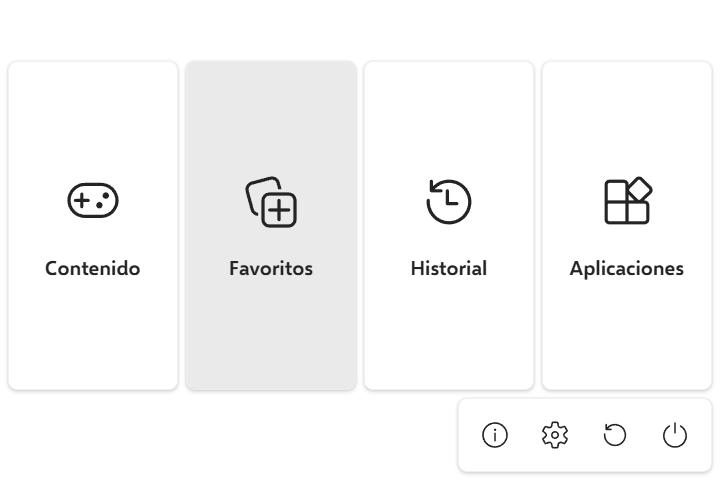 Contenido
Favoritos
Historial
Aplicaciones